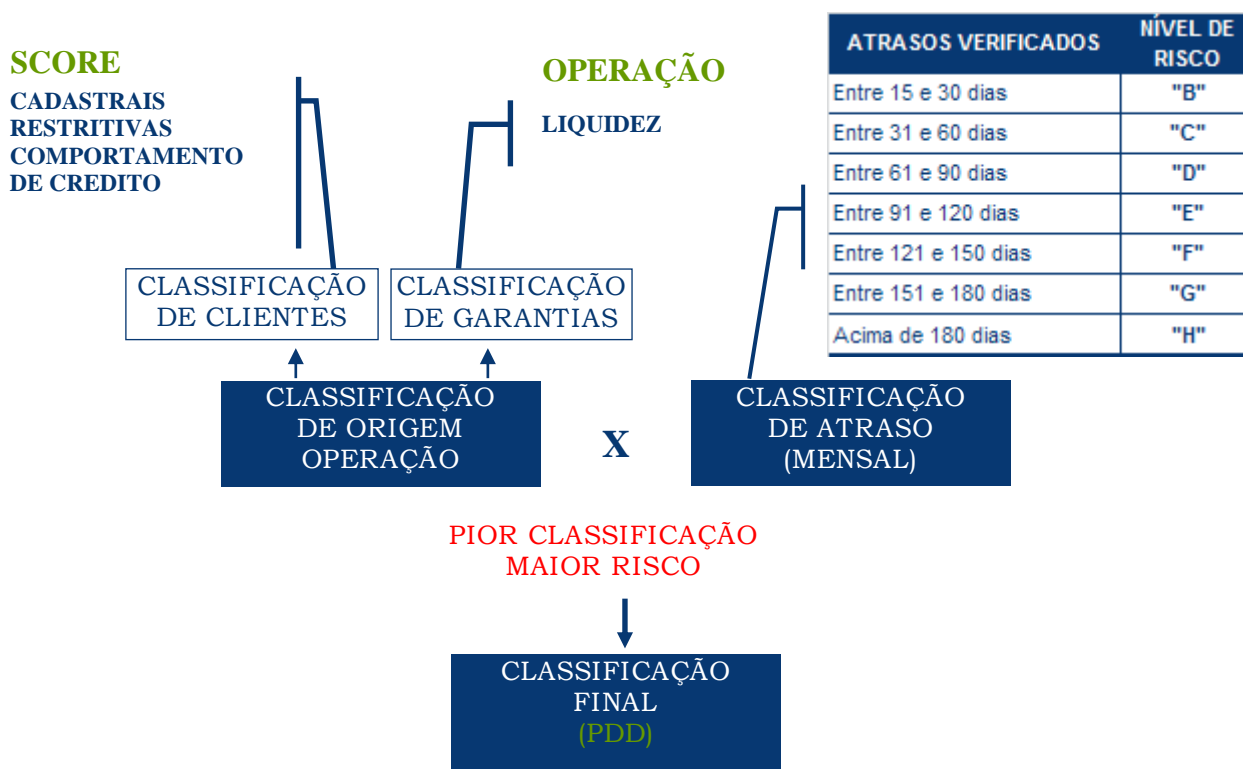 SCORE
CADASTRAIS
RESTRITIVAS
COMPORTAMENTO
DE CREDITO
OPERAÇÃO
LIQUIDEZ
ATRASOS VERIFICADOS NÍVEL DE RISCO
Entre 15 e 30 dias "B"
Entre 31 e 60 dias "C"
Entre 61 e 90 dias "D"
Entre 91 e 120 dias "E"
Entre 121 e 150 dias "F"
Entre 151 e 180 dias "G"
Acima de 180 dias "H"
CLASSIFICAÇÃO
DE CLIENTES
CLASSIFICAÇÃO
DE GARANTIAS
CLASSIFICAÇÃO
DE ORIGEM
OPERAÇÃO
X
CLASSIFICAÇÃO
DE ATRASO
(MENSAL)
PIOR CLASSIFICAÇÃO
MAIOR RISCO
CLASSIFICAÇÃO
FINAL
(PDD)